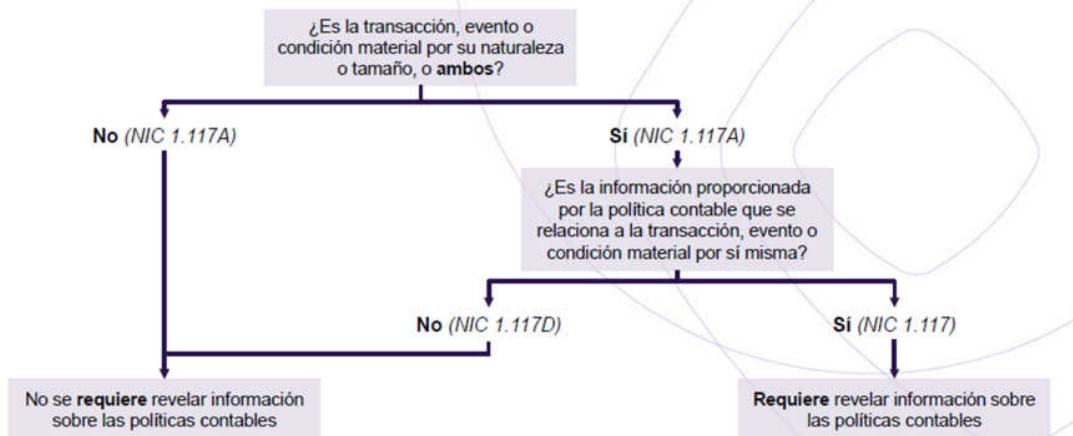 ¿Es la transacción, evento o
condición material por su naturaleza
o tamaño, o ambos?
No (NIC 1.117A)
Sí (NIC 1.117A)
¿Es la información proporcionada
por la política contable que se
relaciona a la transacción, evento o
condición material por sí misma?
No (NIC 1.117D)
Sí (NIC 1.117)
No se requiere revelar información
sobre las políticas contables
Requiere revelar información sobre
las políticas contables